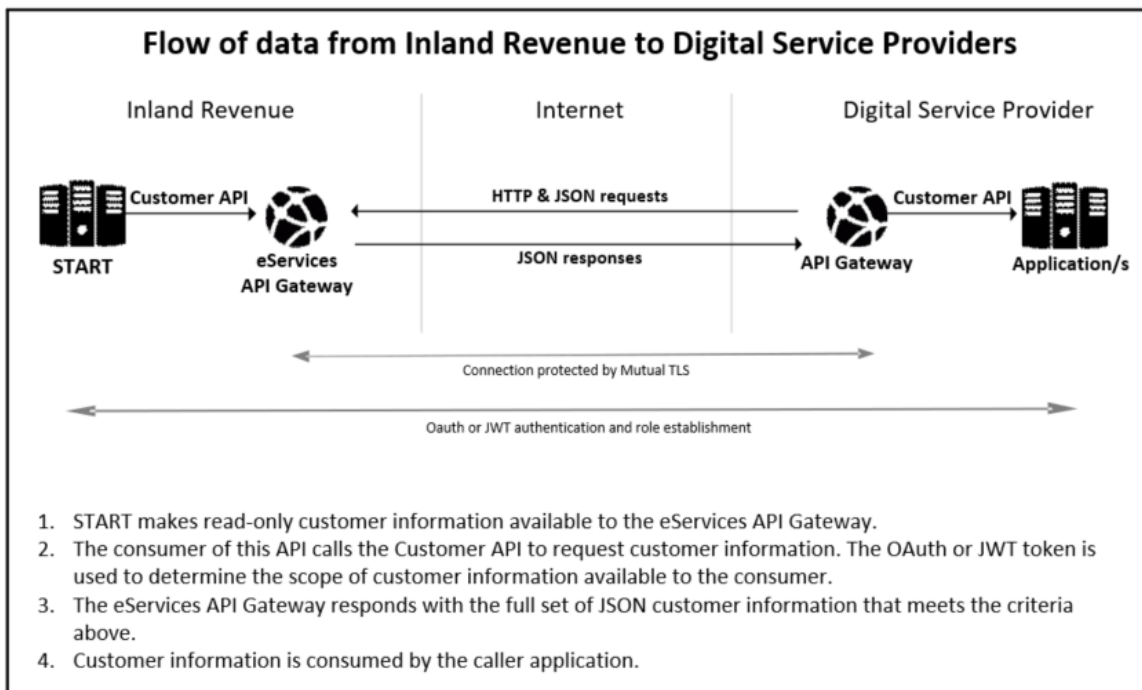 Flow of data from Inland Revenue to Digital Service Providers
Inland Revenue
Internet
Digital Service Provider
Customer API
HTTP & JSON requests
Customer API
START
eServices
API Gateway
JSON responses
API Gateway
Application/s
Connection protected by Mutual TLS
Oauth or JWT authentication and role establishment
1. START makes read-only customer information available to the eServices API Gateway.
2. The consumer of this API calls the Customer API to request customer information. The OAuth or JWT token is
used to determine the scope of customer information available to the consumer.
3. The eServices API Gateway responds with the full set of JSON customer information that meets the criteria
above.
4. Customer information is consumed by the caller application.